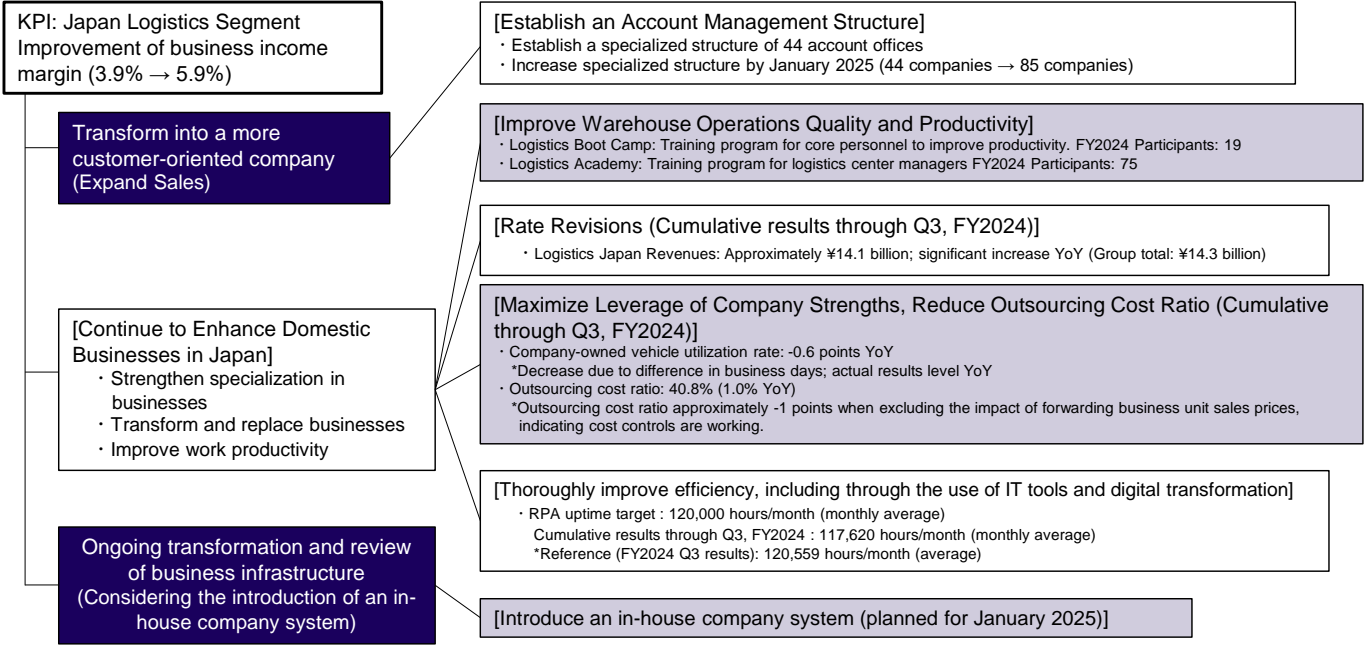 KPI: Japan Logistics Segment
Improvement of business income
margin (3.9% → 5.9%)
Transform into a more
customer-oriented company
(Expand Sales)
[Establish an Account Management Structure]
・Establish a specialized structure of 44 account offices
・Increase specialized structure by January 2025 (44 companies → 85 companies)
[Continue to Enhance Domestic
Businesses in Japan]
・Strengthen specialization in
businesses
・Transform and replace businesses
・Improve work productivity
[Improve Warehouse Operations Quality and Productivity]
・Logistics Boot Camp: Training program for core personnel to improve productivity. FY2024 Participants: 19
・Logistics Academy: Training program for logistics center managers FY2024 Participants: 75
[Rate Revisions (Cumulative results through Q3, FY2024)]
・Logistics Japan Revenues: Approximately ¥14.1 billion; significant increase YoY (Group total: ¥14.3 billion)
[Maximize Leverage of Company Strengths, Reduce Outsourcing Cost Ratio (Cumulative
through Q3, FY2024)]
・Company-owned vehicle utilization rate: -0.6 points YoY
*Decrease due to difference in business days; actual results level YoY
・Outsourcing cost ratio: 40.8% (1.0% YoY)
*Outsourcing cost ratio approximately -1 points when excluding the impact of forwarding business unit sales prices,
indicating cost controls are working.
[Thoroughly improve efficiency, including through the use of IT tools and digital transformation]
・RPA uptime target : 120,000 hours/month (monthly average)
Cumulative results through Q3, FY2024 : 117,620 hours/month (monthly average)
*Reference (FY2024 Q3 results): 120,559 hours/month (average)
Ongoing transformation and review
of business infrastructure
(Considering the introduction of an in-
house company system)
[Introduce an in-house company system (planned for January 2025)]